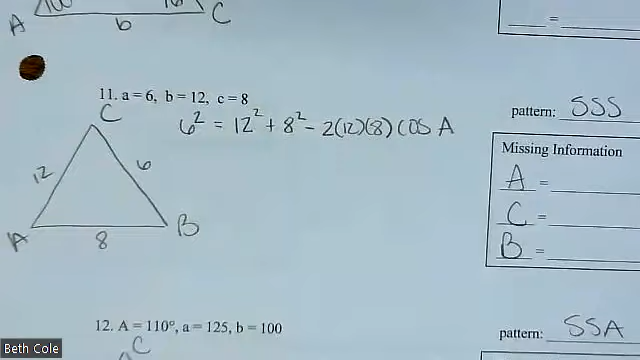 A b C
=
11. a = 6, b = 12, c = 8
6² = 12² + 8² - 2(12)(8) cos A
pattern: SSS
C
12 6
A B
8
Missing Information
A =
C =
B =
12. A = 110°, a = 125, b = 100
pattern: SSA
C
Beth Cole